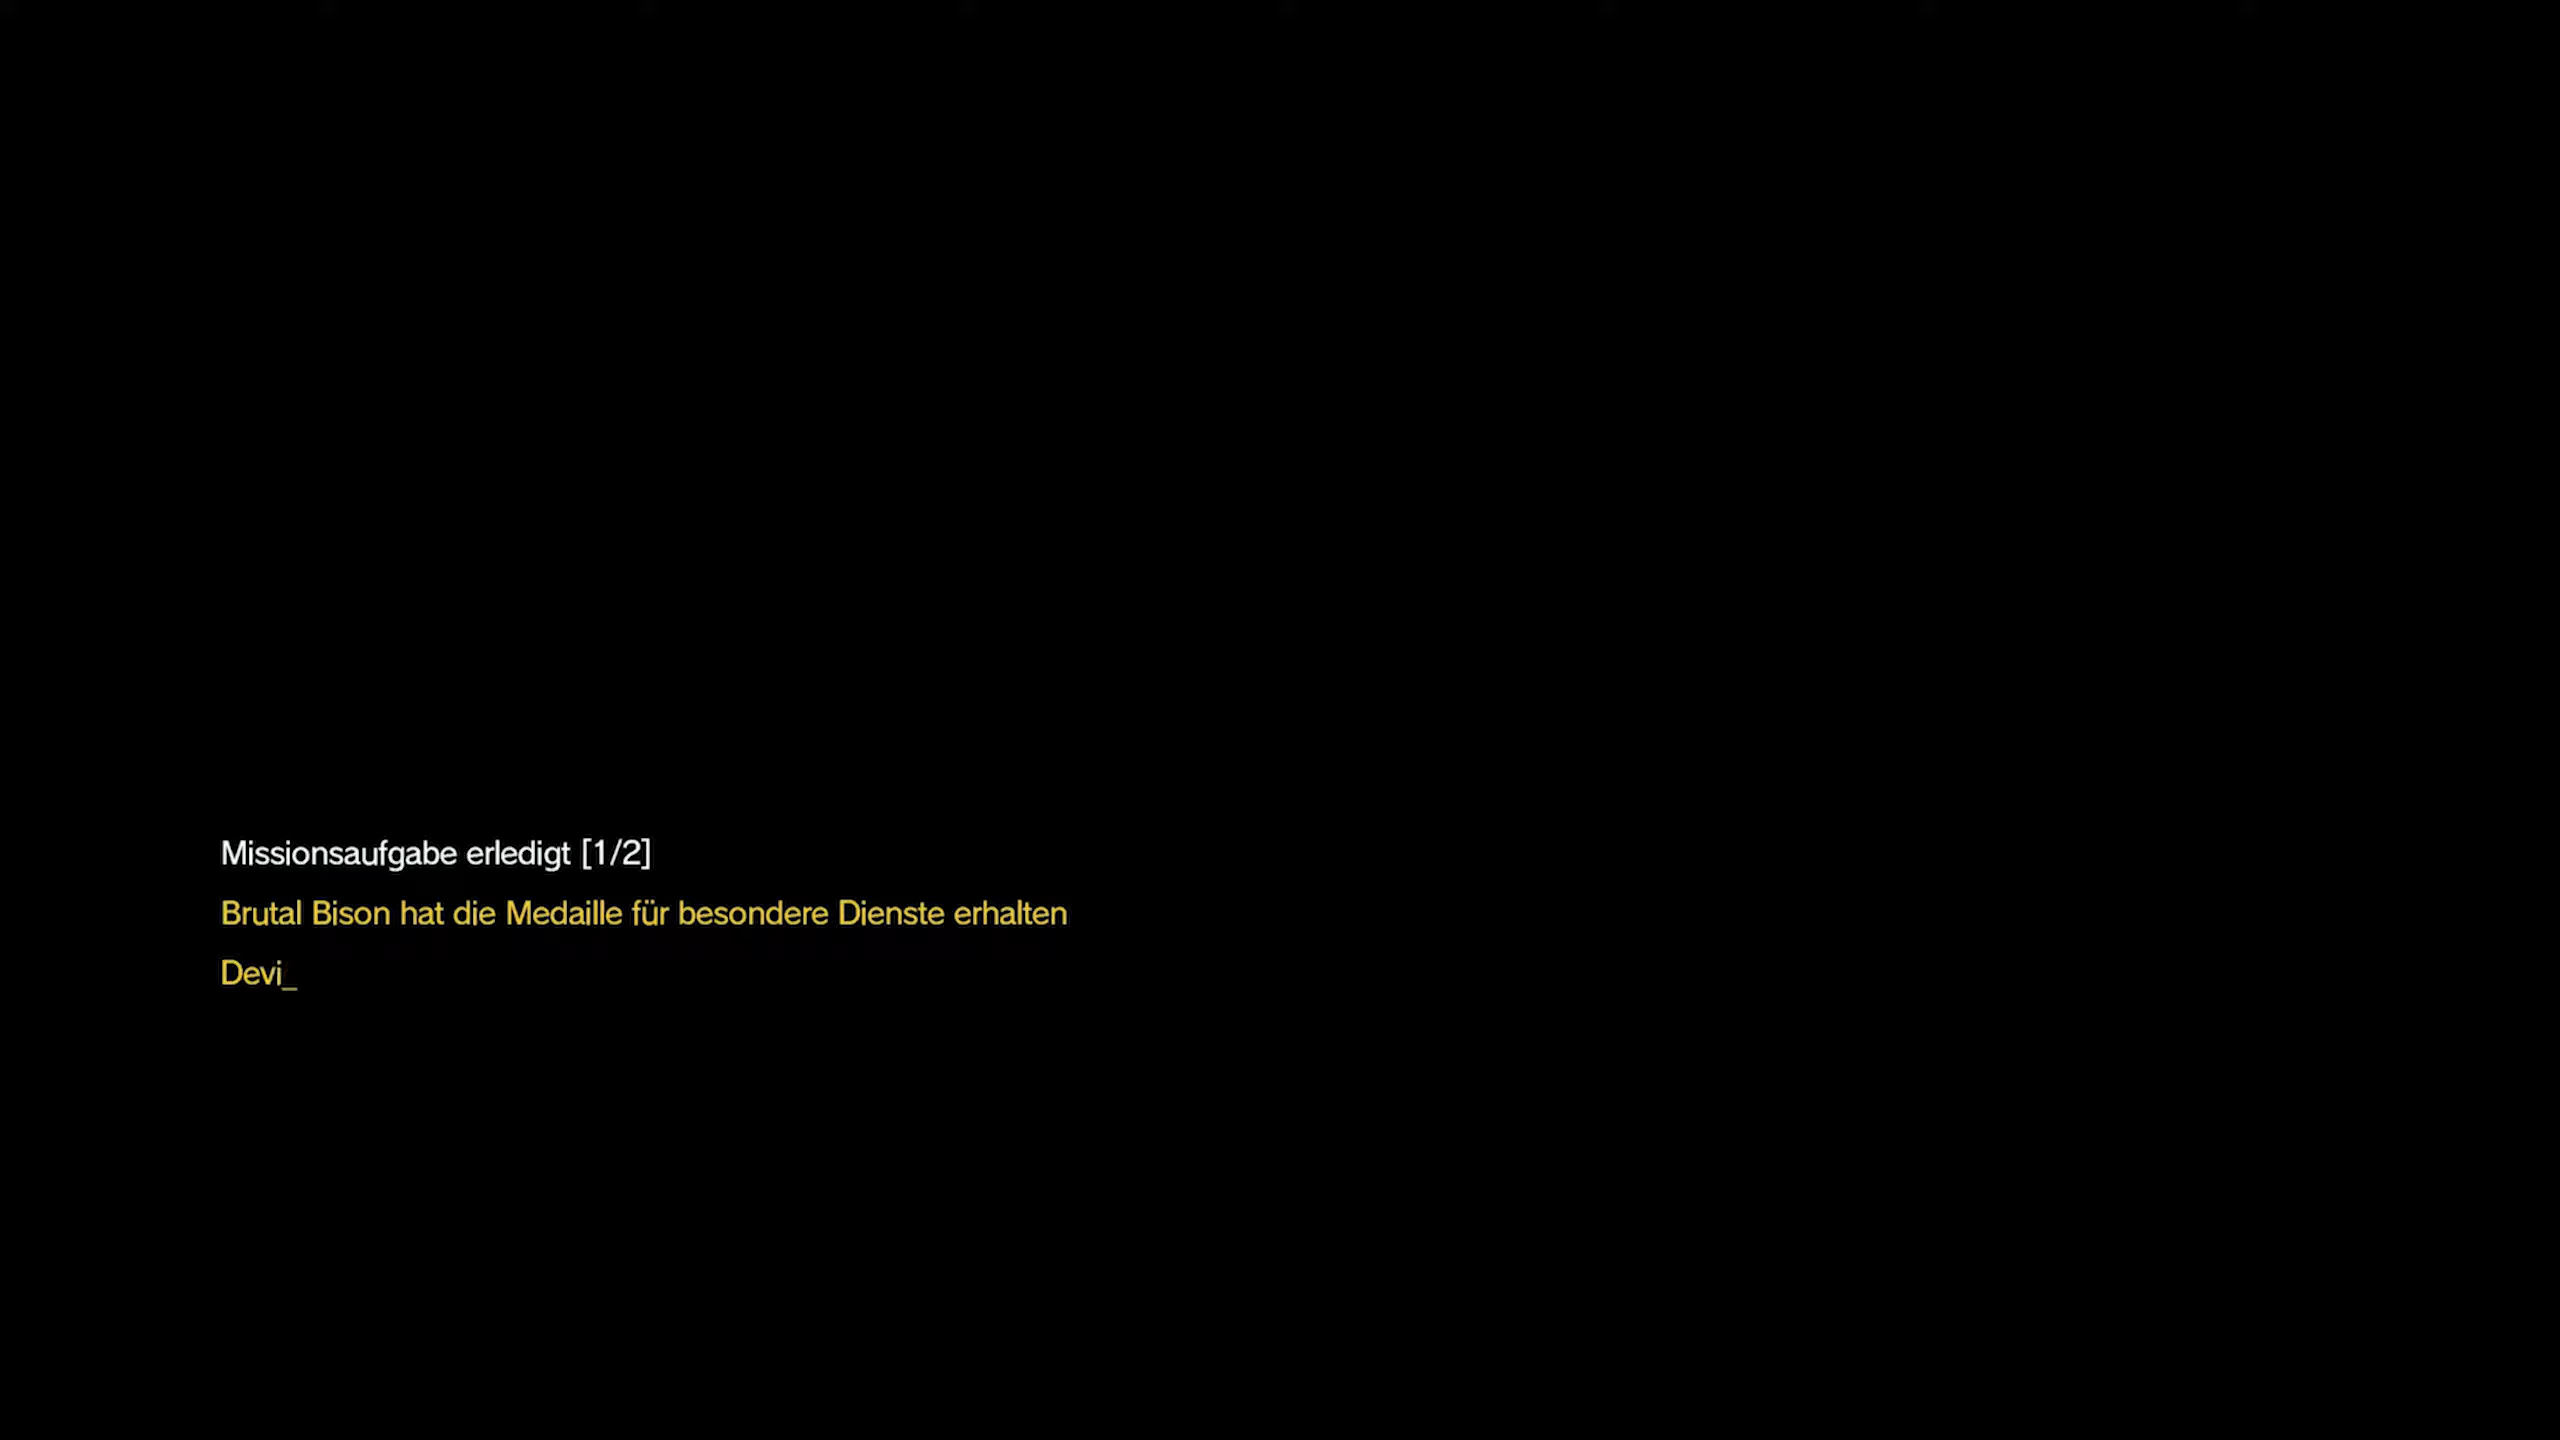 Missionsaufgabe erledigt [1/2]
Brutal Bison hat die Medaille für besondere Dienste erhalten
Devi_